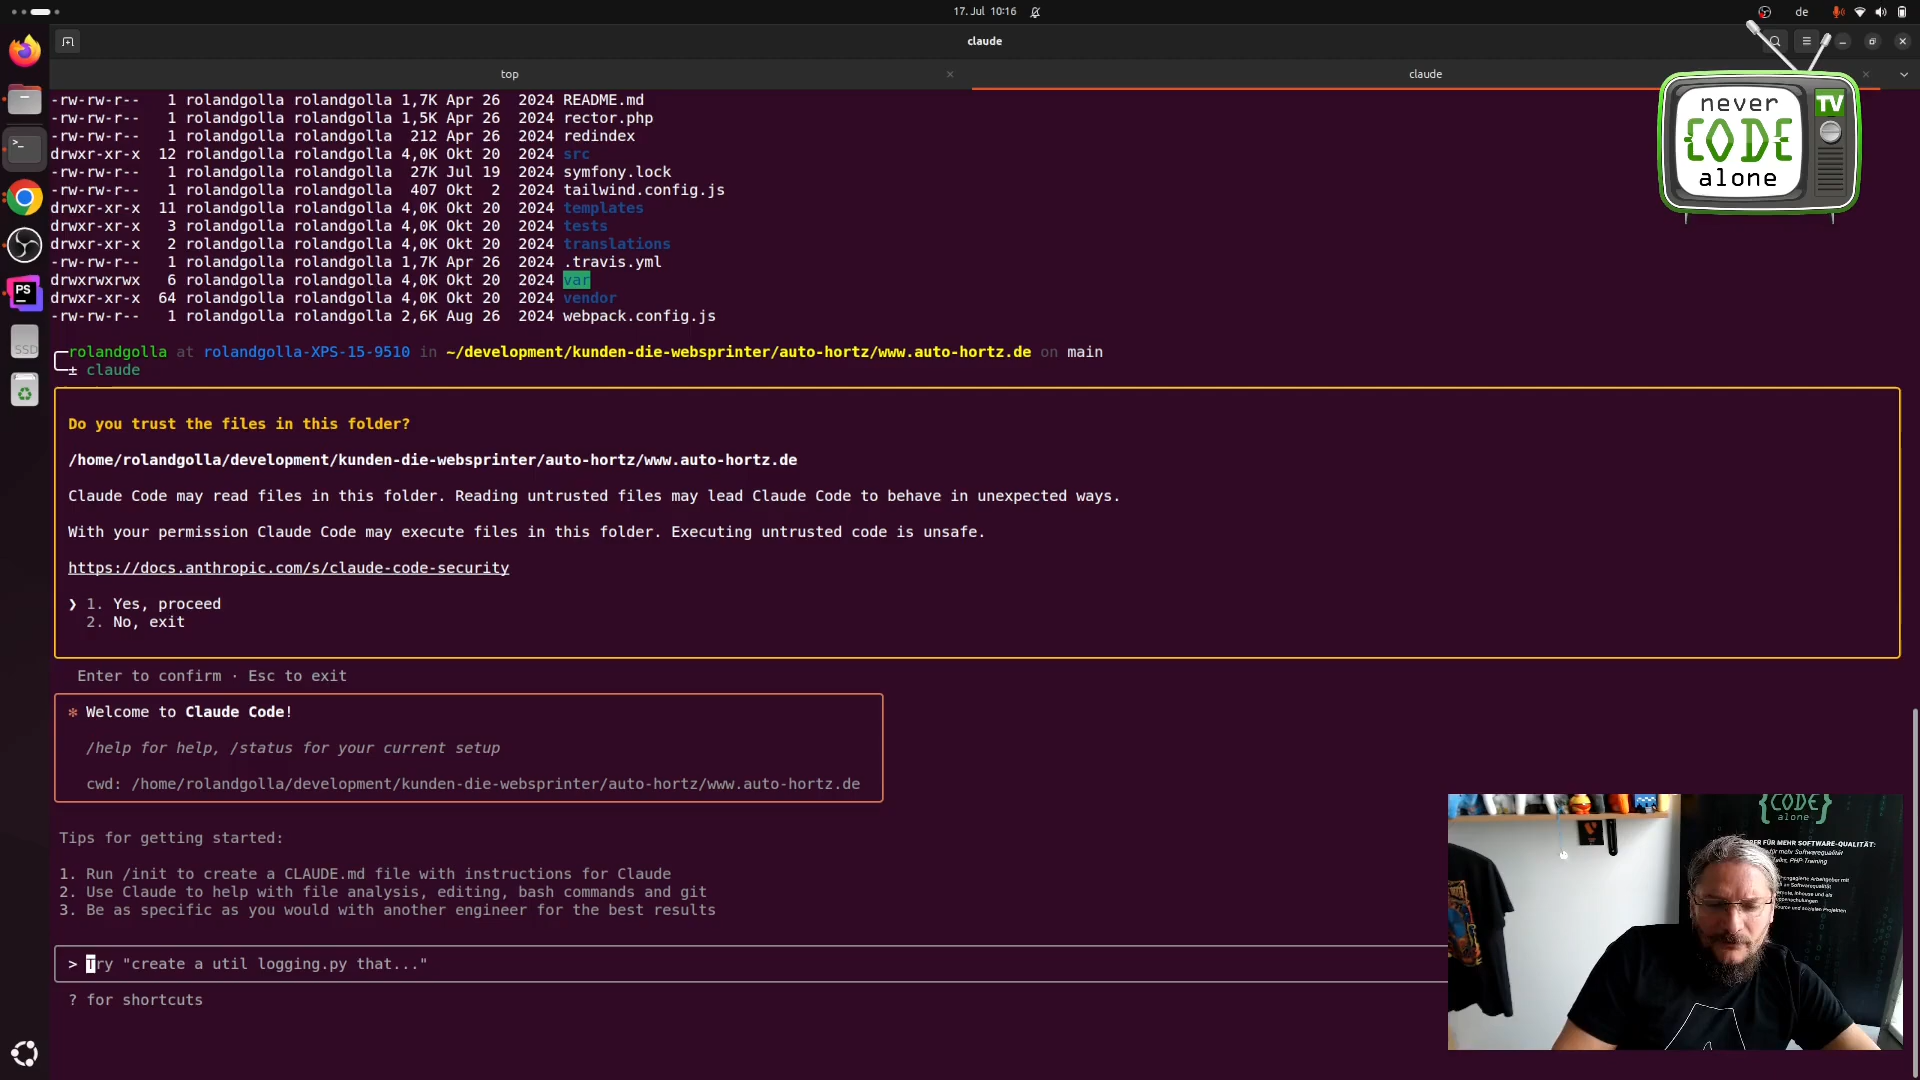 17. Jul 10:16
de
claude
top
claude
-rw-rw-r-- 1 rolandgolla rolandgolla 1,7K Apr 26 2024 README.md
-rw-rw-r-- 1 rolandgolla rolandgolla 1,5K Apr 26 2024 rector.php
-rw-rw-r-- 1 rolandgolla rolandgolla 212 Apr 26 2024 redindex
drwxr-xr-x 12 rolandgolla rolandgolla 4,0K Okt 20 2024 src
-rw-rw-r-- 1 rolandgolla rolandgolla 27K Jul 19 2024 symfony.lock
-rw-rw-r-- 1 rolandgolla rolandgolla 407 Okt 2 2024 tailwind.config.js
drwxr-xr-x 11 rolandgolla rolandgolla 4,0K Okt 20 2024 templates
drwxr-xr-x 3 rolandgolla rolandgolla 4,0K Okt 20 2024 tests
drwxr-xr-x 2 rolandgolla rolandgolla 4,0K Okt 20 2024 translations
-rw-rw-r-- 1 rolandgolla rolandgolla 1,7K Apr 26 2024 .travis.yml
drwxrwxrwx 6 rolandgolla rolandgolla 4,0K Okt 20 2024 var
drwxr-xr-x 64 rolandgolla rolandgolla 4,0K Okt 20 2024 vendor
-rw-rw-r-- 1 rolandgolla rolandgolla 2,6K Aug 26 2024 webpack.config.js
never
TV
{CODE}
alone
PS
SSD
rolandgolla at rolandgolla-XPS-15-9510 in ~/development/kunden-die-websprinter/auto-hortz/www.auto-hortz.de on main
± claude
Do you trust the files in this folder?
/home/rolandgolla/development/kunden-die-websprinter/auto-hortz/www.auto-hortz.de
Claude Code may read files in this folder. Reading untrusted files may lead Claude Code to behave in unexpected ways.
With your permission Claude Code may execute files in this folder. Executing untrusted code is unsafe.
https://docs.anthropic.com/s/claude-code-security
❯ 1. Yes, proceed
2. No, exit
Enter to confirm · Esc to exit
✻ Welcome to Claude Code!
/help for help, /status for your current setup
cwd: /home/rolandgolla/development/kunden-die-websprinter/auto-hortz/www.auto-hortz.de
Tips for getting started:
1. Run /init to create a CLAUDE.md file with instructions for Claude
2. Use Claude to help with file analysis, editing, bash commands and git
3. Be as specific as you would with another engineer for the best results
> Try "create a util logging.py that..."
? for shortcuts
{CODE}
alone
FÜR MEHR SOFTWARE-QUALITÄT:
für mehr Softwarequalität
PHP Training